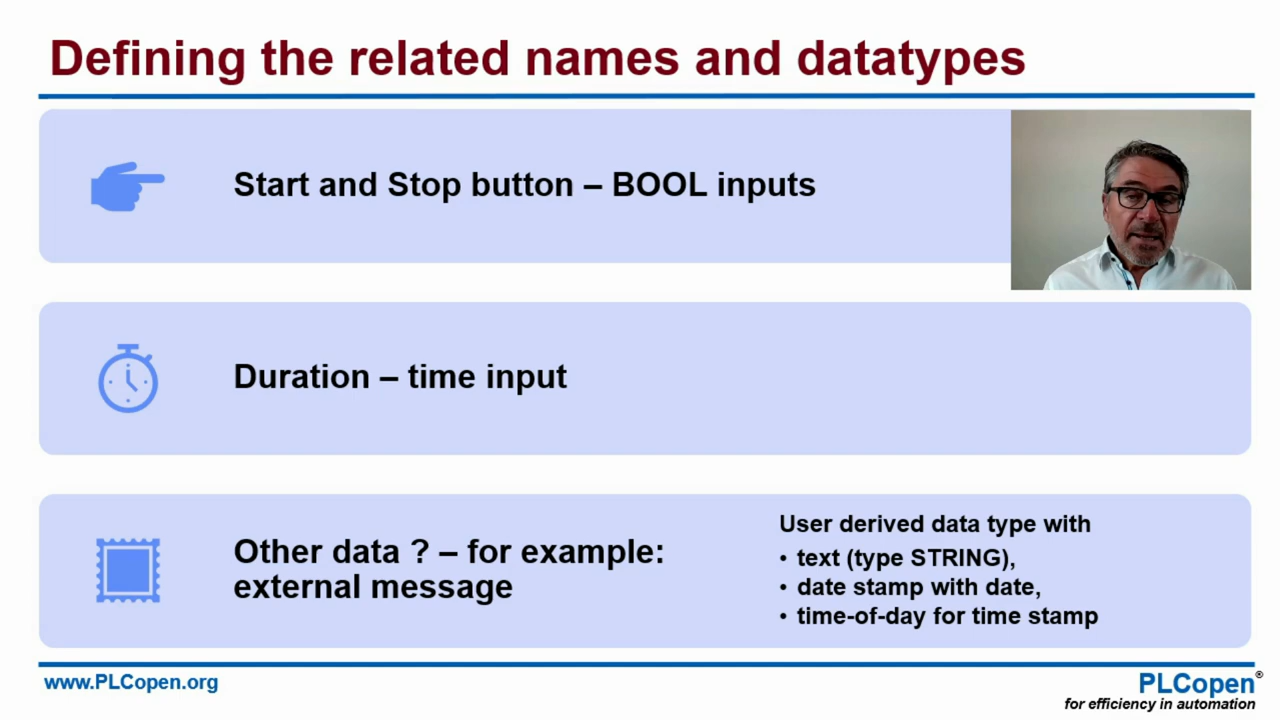 Defining the related names and datatypes
Start and Stop button – BOOL inputs
Duration – time input
Other data ? – for example:
external message
User derived data type with
• text (type STRING),
• date stamp with date,
• time-of-day for time stamp
www.PLCopen.org
PLCopen®
for efficiency in automation